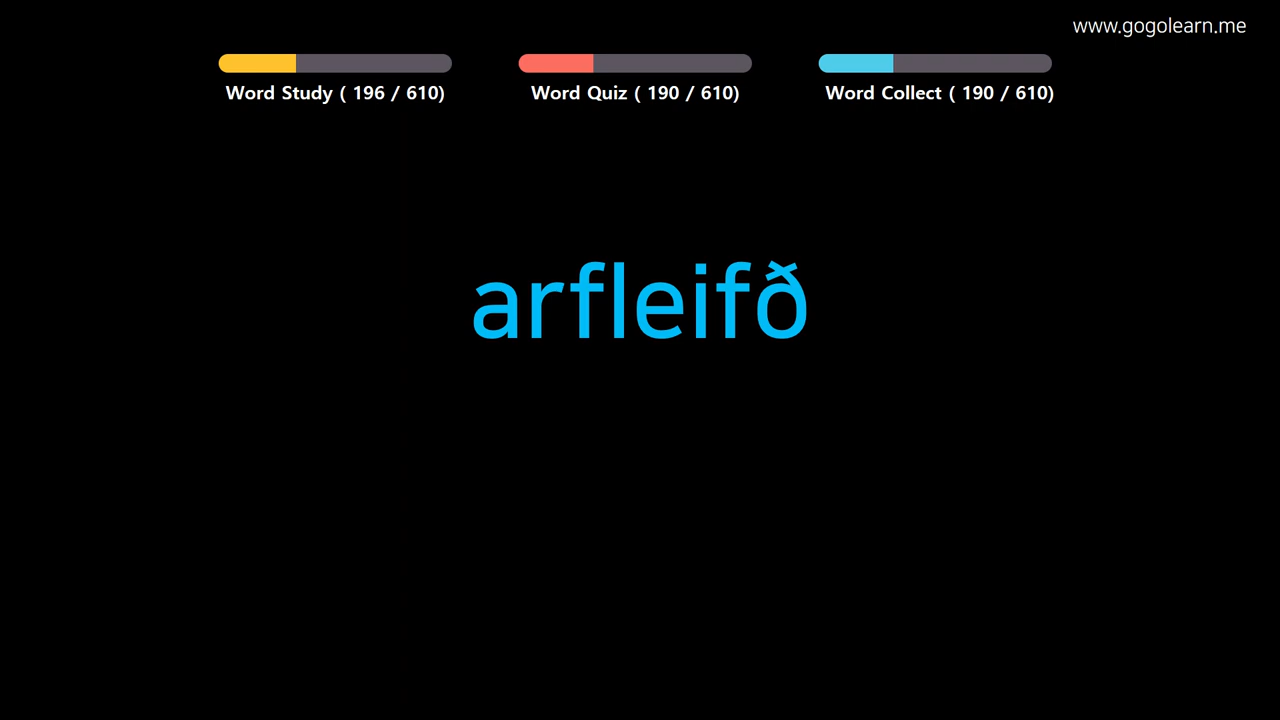 www.gogolearn.me
Word Study ( 196 / 610)
Word Quiz ( 190 / 610)
Word Collect ( 190 / 610)
arfleifð